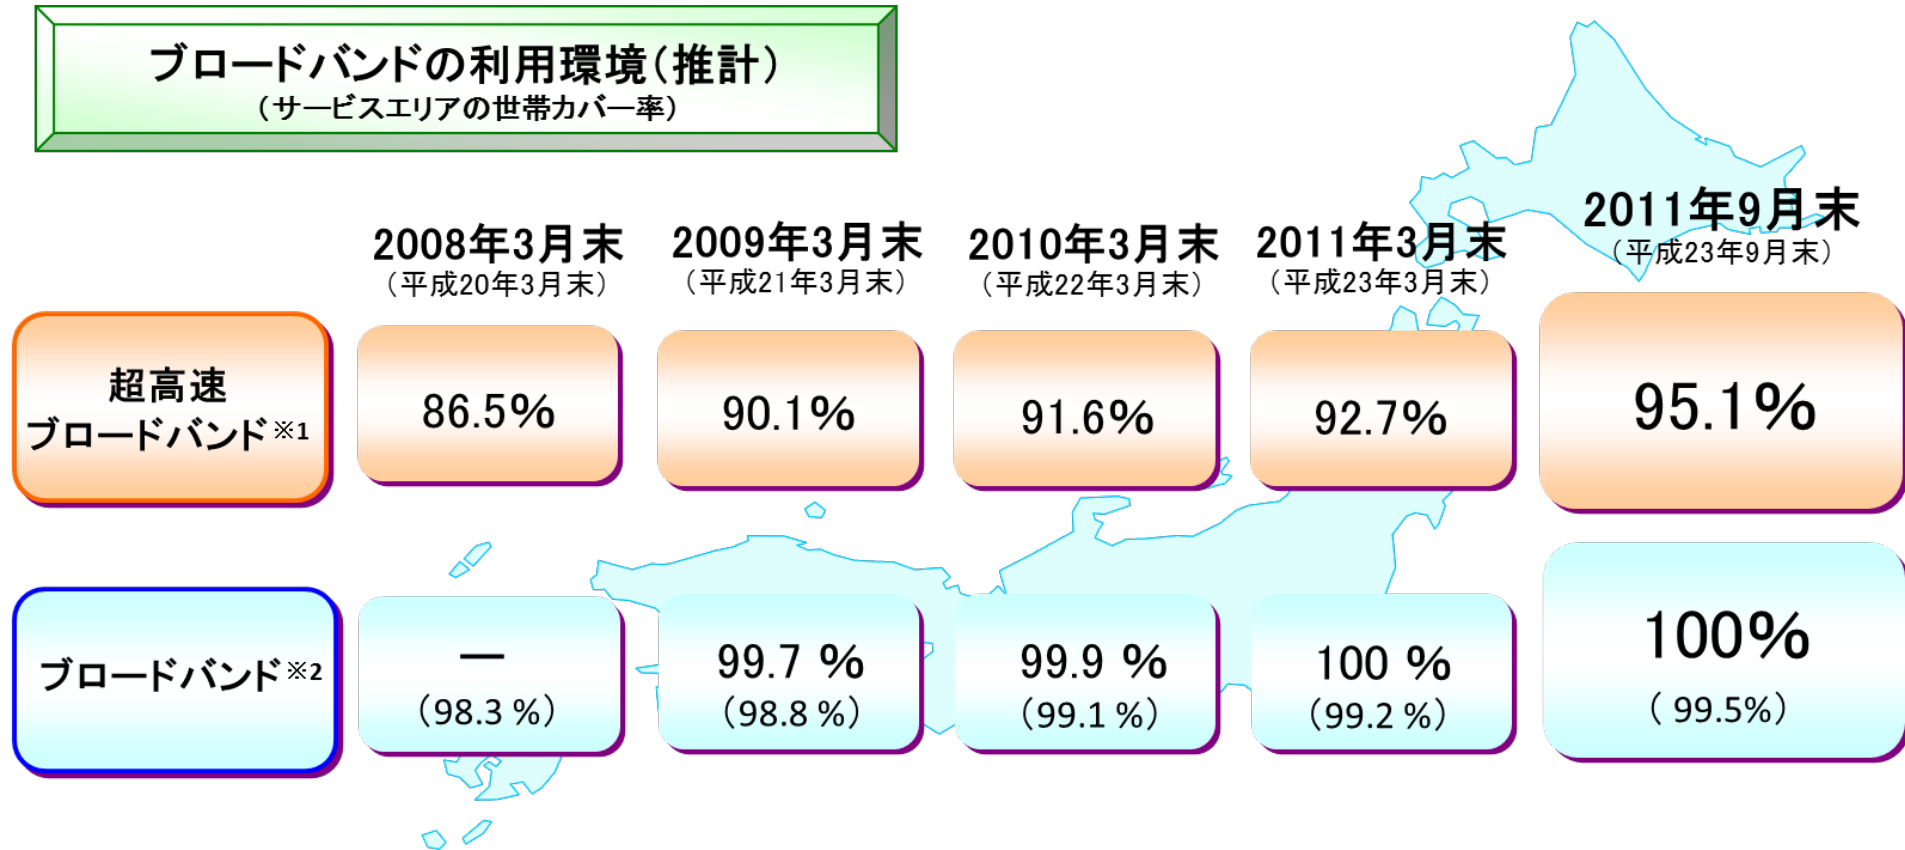 ブロードバンドの利用環境（推計）
（サービスエリアの世帯カバー率）
2008年3月末
（平成20年3月末）
2009年3月末
（平成21年3月末）
2010年3月末
（平成22年3月末）
2011年3月末
（平成23年3月末）
2011年9月末
（平成23年9月末）
超高速
ブロードバンド※1
86.5%
90.1%
91.6%
92.7%
95.1%
ブロードバンド※2
―
（98.3 %）
99.7 %
（98.8 %）
99.9 %
（99.1 %）
100 %
（99.2 %）
100%
（ 99.5%）